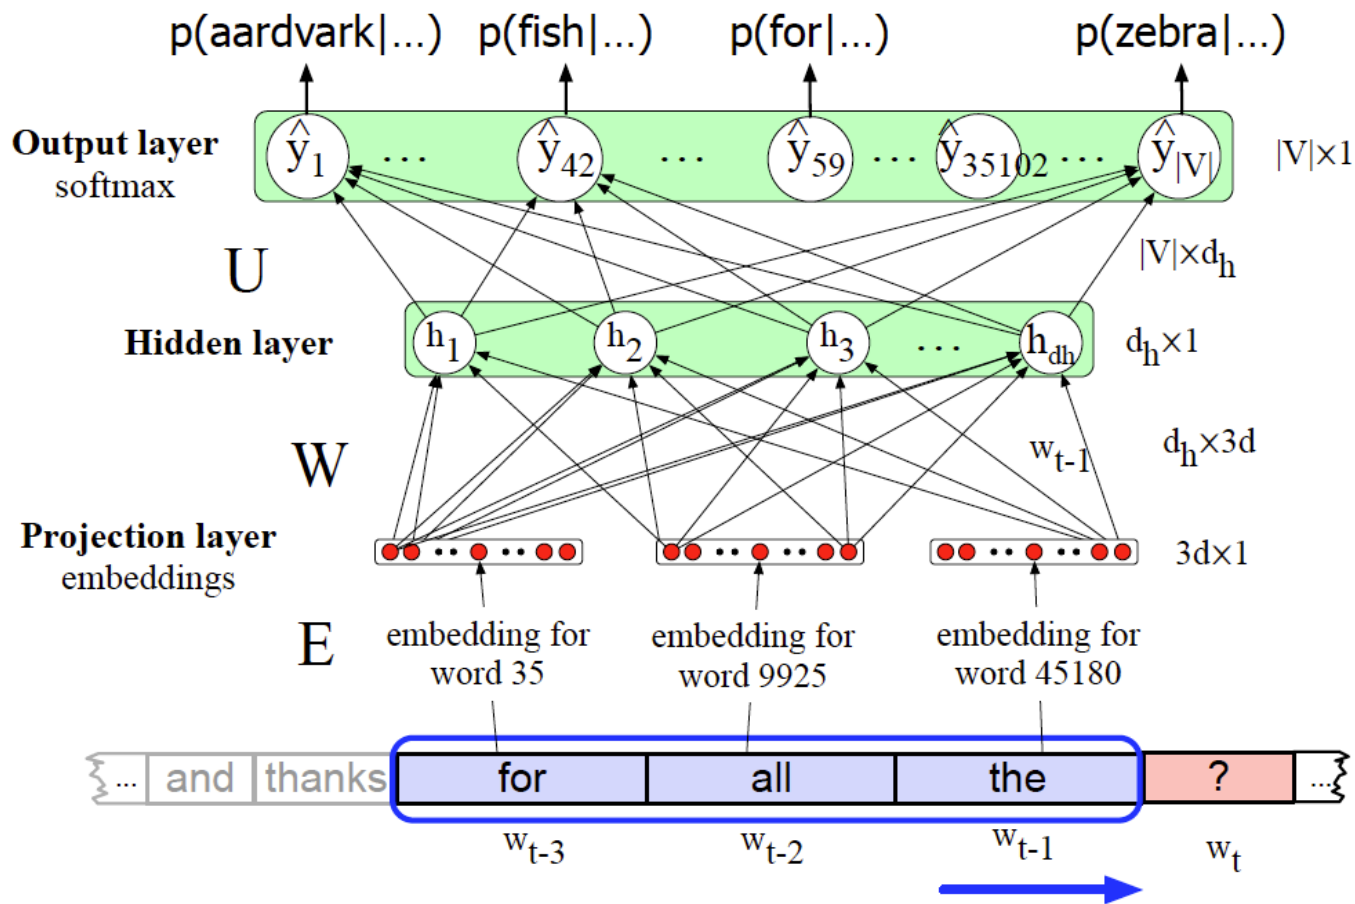 p(aardvark|...) p(fish|...) p(for|...) p(zebra|...)
Output layer
softmax
ŷ1 ... ŷ42 ... ŷ59 ... ŷ35102 ... ŷ|V| |V|×1
U |V|×dh
Hidden layer h1 h2 h3 ... hdh dh×1
W wt-1 dh×3d
Projection layer
embeddings
.. .. .. .. .. .. 3d×1
E
embedding for
word 35
embedding for
word 9925
embedding for
word 45180
... and thanks for all the ? ...
wt-3 wt-2 wt-1 wt